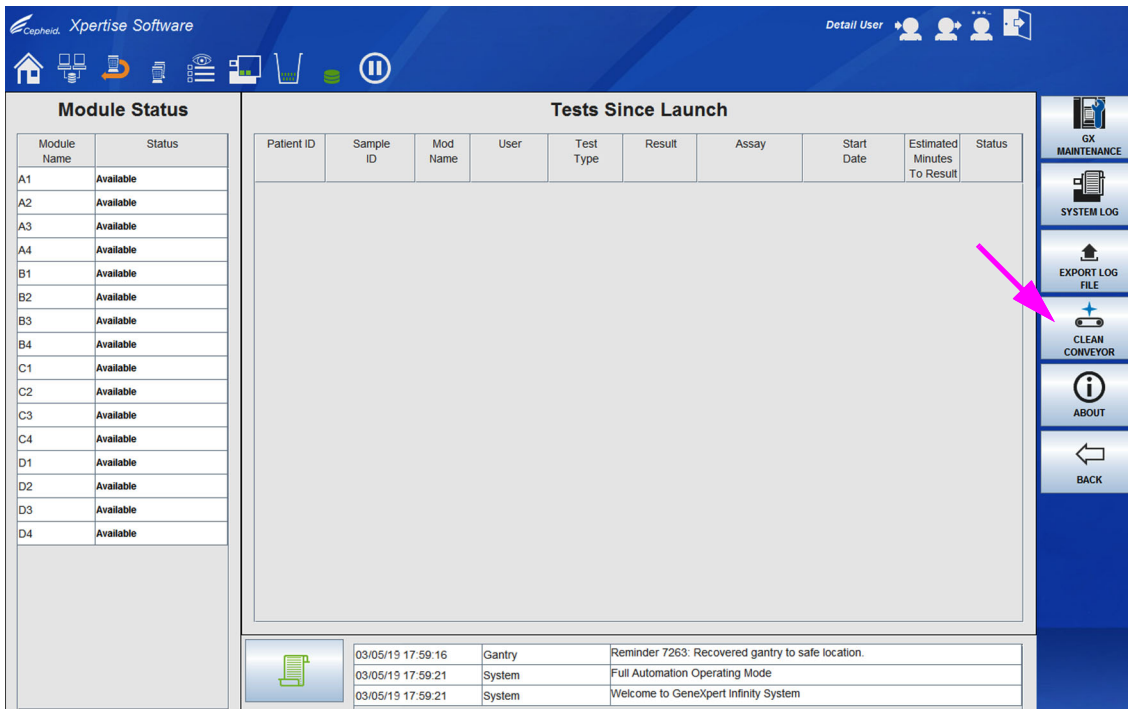 Cepheid. Xpertise Software
Detail User
Module Status
Module Name Status
A1 Available
A2 Available
A3 Available
A4 Available
B1 Available
B2 Available
B3 Available
B4 Available
C1 Available
C2 Available
C3 Available
C4 Available
D1 Available
D2 Available
D3 Available
D4 Available
Tests Since Launch
Patient ID Sample ID Mod Name User Test Type Result Assay Start Date Estimated Minutes To Result Status
03/05/19 17:59:16 Gantry Reminder 7263: Recovered gantry to safe location.
03/05/19 17:59:21 System Full Automation Operating Mode
03/05/19 17:59:21 System Welcome to GeneXpert Infinity System
GX
MAINTENANCE
SYSTEM LOG
EXPORT LOG
FILE
CLEAN
CONVEYOR
ABOUT
BACK